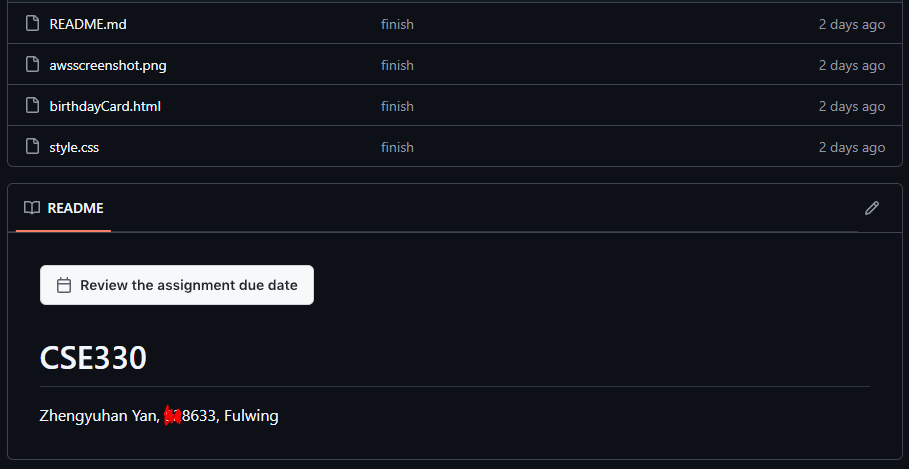 README.md finish 2 days ago
awsscreenshot.png finish 2 days ago
birthdayCard.html finish 2 days ago
style.css finish 2 days ago
README
Review the assignment due date
CSE330
Zhengyuhan Yan, 8633, Fulwing